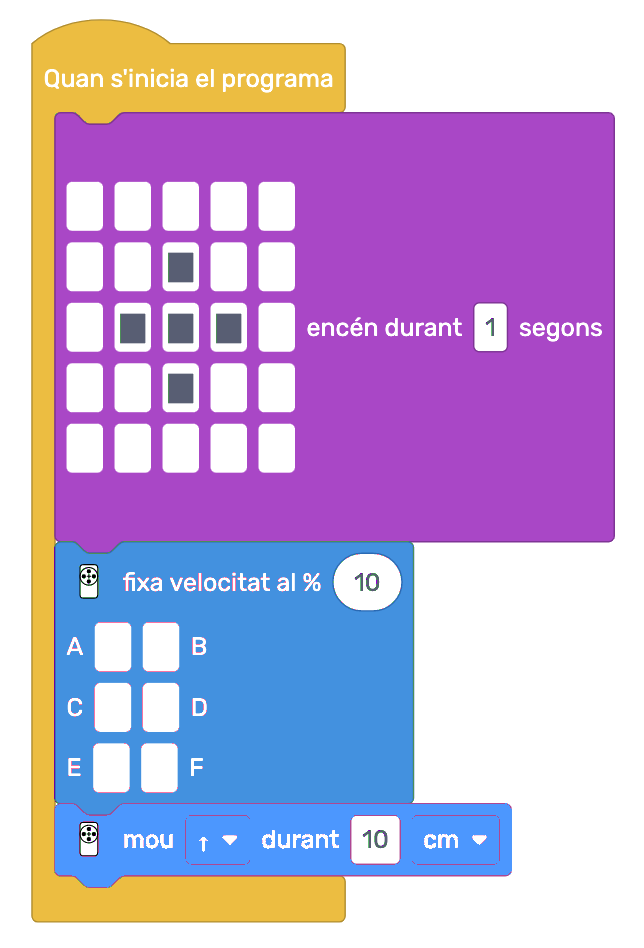 Quan s'inicia el programa
encén durant 1 segons
fixa velocitat al % 10
A B
C D
E F
mou ↑ durant 10 cm